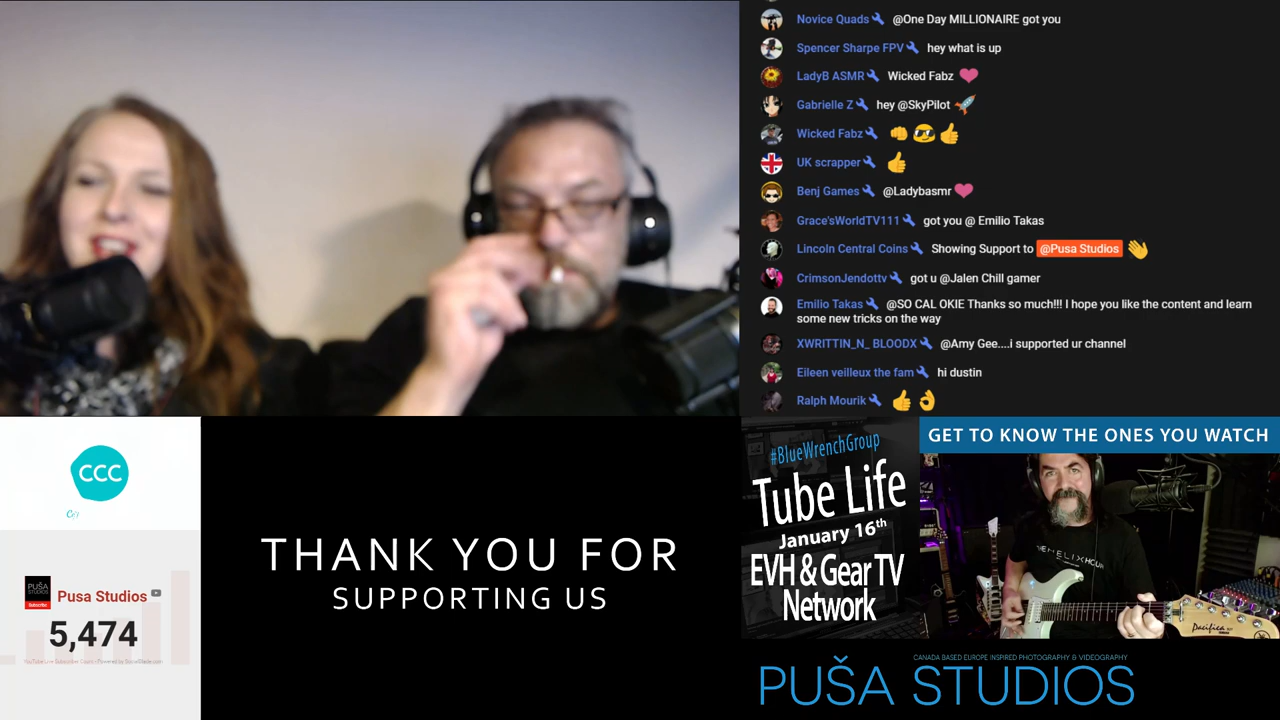 Novice Quads @One Day MILLIONAIRE got you
Spencer Sharpe FPV hey what is up
LadyB ASMR Wicked Fabz
Gabrielle Z hey @SkyPilot
Wicked Fabz
UK scrapper
Benj Games @Ladybasmr
Grace'sWorldTV111 got you @ Emilio Takas
Lincoln Central Coins Showing Support to @Pusa Studios
CrimsonJendottv got u @Jalen Chill gamer
Emilio Takas @SO CAL OKIE Thanks so much!!! I hope you like the content and learn
some new tricks on the way
XWRITTIN_N_ BLOODX @Amy Gee....i supported ur channel
Eileen veilleux the fam hi dustin
Ralph Mourik
CCC
PUŠA
STUDIOS
Subscribe
Pusa Studios
5,474
THANK YOU FOR
SUPPORTING US
#BlueWrenchGroup
Tube Life
January 16th
EVH & Gear TV
Network
GET TO KNOW THE ONES YOU WATCH
Pacifica
CANADA BASED EUROPE INSPIRED PHOTOGRAPHY & VIDEOGRAPHY
PUŠA STUDIOS